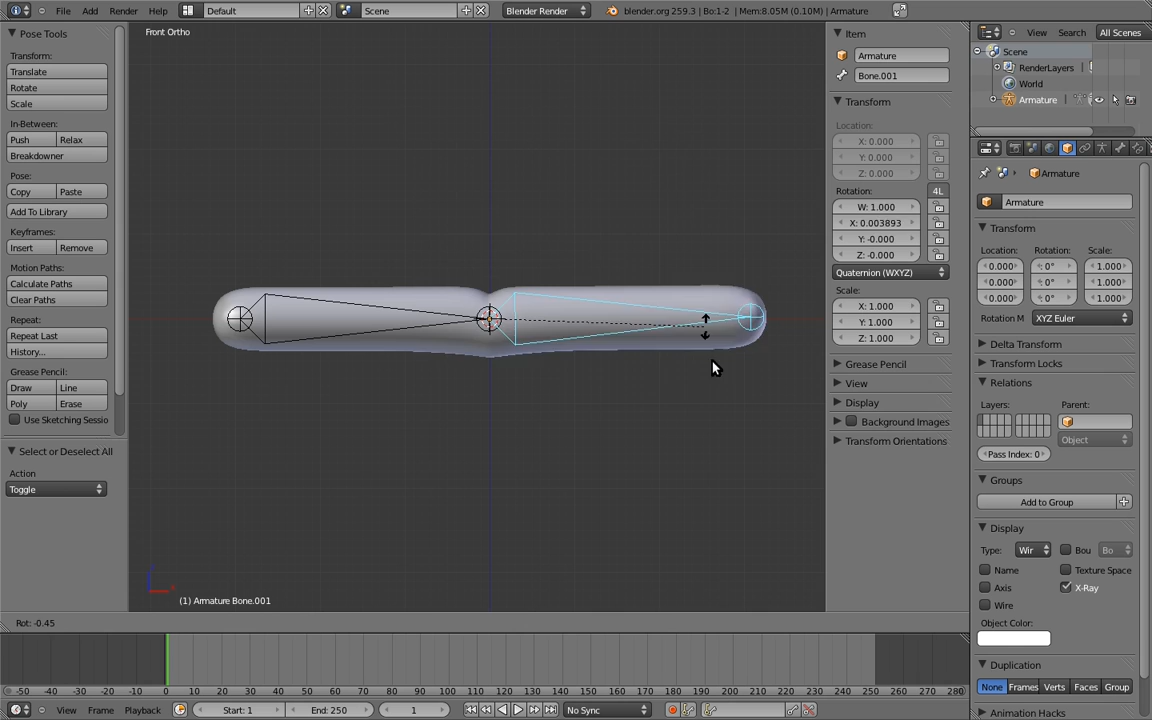 File Add Render Help Default Scene Blender Render blender.org 259.3 | Bo:1-2 | Mem:8.05M (0.10M) | Armature
Pose Tools
Transform:
Translate
Rotate
Scale
In-Between:
Push Relax
Breakdowner
Pose:
Copy Paste
Add To Library
Keyframes:
Insert Remove
Motion Paths:
Calculate Paths
Clear Paths
Repeat:
Repeat Last
History...
Grease Pencil:
Draw Line
Poly Erase
Use Sketching Sessio
Select or Deselect All
Action
Toggle
Front Ortho
(1) Armature Bone.001
Item
Armature
Bone.001
Transform
Location:
X: 0.000
Y: 0.000
Z: 0.000
Rotation:
4L
W: 1.000
X: 0.003893
Y: -0.000
Z: -0.000
Quaternion (WXYZ)
Scale:
X: 1.000
Y: 1.000
Z: 1.000
Grease Pencil
View
Display
Background Images
Transform Orientations
View Search All Scenes
Scene
RenderLayers |
World
Armature |
Armature
Armature
Transform
Location: Rotation: Scale:
0.000 0° 1.000
0.000 0° 1.000
0.000 0° 1.000
Rotation M XYZ Euler
Delta Transform
Transform Locks
Relations
Layers: Parent:
Object
Pass Index: 0
Groups
Add to Group
Display
Type: Wir Bou Bo
Name Texture Space
Axis X-Ray
Wire
Object Color:
Duplication
None Frames Verts Faces Group
Animation Hacks
Rot: -0.45
-50 -40 -30 -20 -10 0 10 20 30 40 50 60 70 80 90 100 110 120 130 140 150 160 170 180 190 200 210 220 230 240 250 260 270 280
View Frame Playback Start: 1 End: 250 1 No Sync